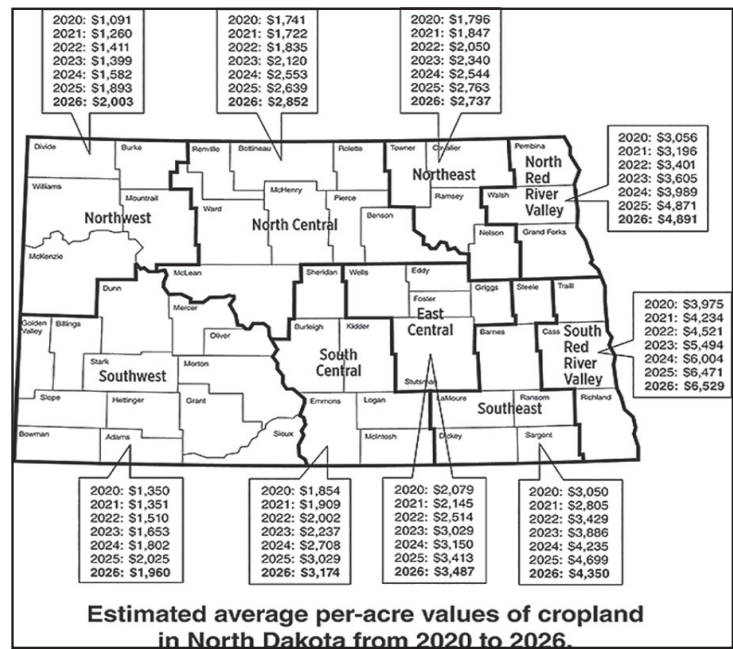 2020: $1,091
2021: $1,260
2022: $1,411
2023: $1,399
2024: $1,582
2025: $1,893
2026: $2,003
2020: $1,741
2021: $1,722
2022: $1,835
2023: $2,120
2024: $2,553
2025: $2,639
2026: $2,852
2020: $1,796
2021: $1,847
2022: $2,050
2023: $2,340
2024: $2,544
2025: $2,763
2026: $2,737
2020: $3,056
2021: $3,196
2022: $3,401
2023: $3,605
2024: $3,989
2025: $4,871
2026: $4,891
Divide
Burke
Renville
Bottineau
Rolette
Towner
Cavalier
Pembina
North
Red
River
Valley
Northeast
Williams
Mountrail
Northwest
Ward
McHenry
Pierce
North Central
Benson
Ramsey
Walsh
Nelson
Grand Forks
McKenzie
McLean
Sheridan
Wells
Eddy
Foster
Griggs
Steele
Traill
Dunn
Mercer
Oliver
Golden
Valley
Billings
Burleigh
Kidder
East
Central
Stutsman
Barnes
Cass
South
Red
River
Valley
2020: $3,975
2021: $4,234
2022: $4,521
2023: $5,494
2024: $6,004
2025: $6,471
2026: $6,529
Stark
Southwest
Morton
South
Central
Slope
Hettinger
Grant
Emmons
Logan
LaMoure
Ransom
Richland
Southeast
Bowman
Adams
Sioux
McIntosh
Dickey
Sargent
2020: $1,350
2021: $1,351
2022: $1,510
2023: $1,653
2024: $1,802
2025: $2,025
2026: $1,960
2020: $1,854
2021: $1,909
2022: $2,002
2023: $2,237
2024: $2,708
2025: $3,029
2026: $3,174
2020: $2,079
2021: $2,145
2022: $2,514
2023: $3,029
2024: $3,150
2025: $3,413
2026: $3,487
2020: $3,050
2021: $2,805
2022: $3,429
2023: $3,886
2024: $4,235
2025: $4,699
2026: $4,350
Estimated average per-acre values of cropland
in North Dakota from 2020 to 2026.